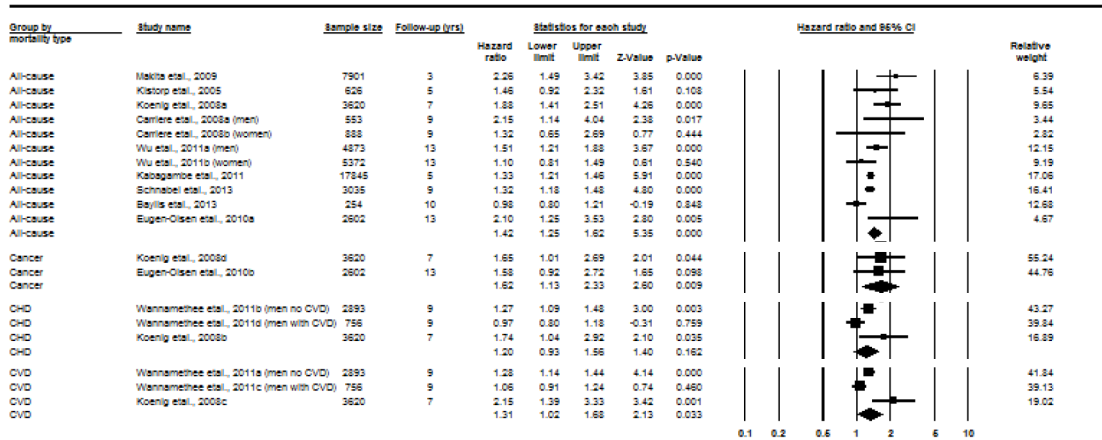 Group by Study name Sample size Follow-up (yrs) Statistics for each study Hazard ratio and 95% CI
mortality type
Hazard Lower Upper Relative
ratio limit limit Z-Value p-Value weight
All-cause Makita etal., 2009 7901 3 2.26 1.49 3.42 3.85 0.000 6.39
All-cause Kistorp et al. 2005 626 5 1.46 0.92 2.32 1.61 0.108 5.54
All-cause Koenig etal., 2008a 3620 7 1.88 1.41 2.51 4.26 0.000 9.65
All-cause Carriere etal., 2008a (men) 553 9 2.15 1.14 4.04 2.38 0.017 3.44
All-cause Carriere etal., 2008b (women) 888 9 1.32 0.65 2.69 0.77 0.444 2.82
All-cause Wu etal., 2011a (men) 4873 13 1.51 1.21 1.88 3.67 0.000 12.15
All-cause Wu etal., 2011b (women) 5372 13 1.10 0.81 1.49 0.61 0.540 9.19
All-cause Kabagambe etal., 2011 17845 5 1.33 1.21 1.46 5.91 0.000 17.06
All-cause Schnabel etal., 2013 3035 9 1.32 1.18 1.48 4.80 0.000 16.41
All-cause Baylis etal., 2013 254 10 0.98 0.80 1.21 -0.19 0.848 12.68
All-cause Eugen-Olsen etal., 2010a 2602 13 2.10 1.25 3.53 2.80 0.005 4.67
All-cause 1.42 1.25 1.62 5.35 0.000
Cancer Koenig etal., 2008d 3620 7 1.65 1.01 2.69 2.01 0.044 55.24
Cancer Eugen-Olsen etal., 2010b 2602 13 1.58 0.92 2.72 1.65 0.098 44.76
Cancer 1.62 1.13 2.33 2.60 0.009
CHD Wannamethee etal., 2011b (men no CVD) 2893 9 1.27 1.09 1.48 3.00 0.003 43.27
CHD Wannamethee etal., 2011d (men with CVD) 756 9 0.97 0.80 1.18 -0.31 0.759 39.84
CHD Koenig etal., 2008b 3620 7 1.74 1.04 2.92 2.10 0.035 16.89
CHD 1.20 0.93 1.56 1.40 0.162
CVD Wannamethee etal., 2011a (men no CVD) 2893 9 1.28 1.14 1.44 4.14 0.000 41.84
CVD Wannamethee etal., 2011c (men with CVD) 756 9 1.06 0.91 1.24 0.74 0.460 39.13
CVD Koenig etal., 2008c 3620 7 2.15 1.39 3.33 3.42 0.001 19.02
CVD 1.31 1.02 1.68 2.13 0.033
0.1 0.2 0.5 1 2 5 10